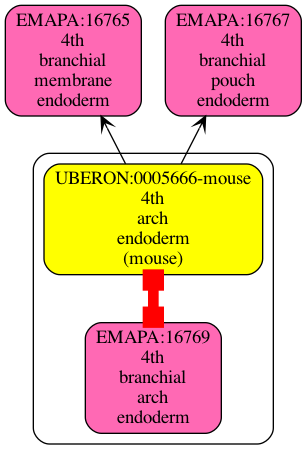 EMAPA:16765
4th
branchial
membrane
endoderm
EMAPA:16767
4th
branchial
pouch
endoderm
UBERON:0005666-mouse
4th
arch
endoderm
(mouse)
EMAPA:16769
4th
branchial
arch
endoderm